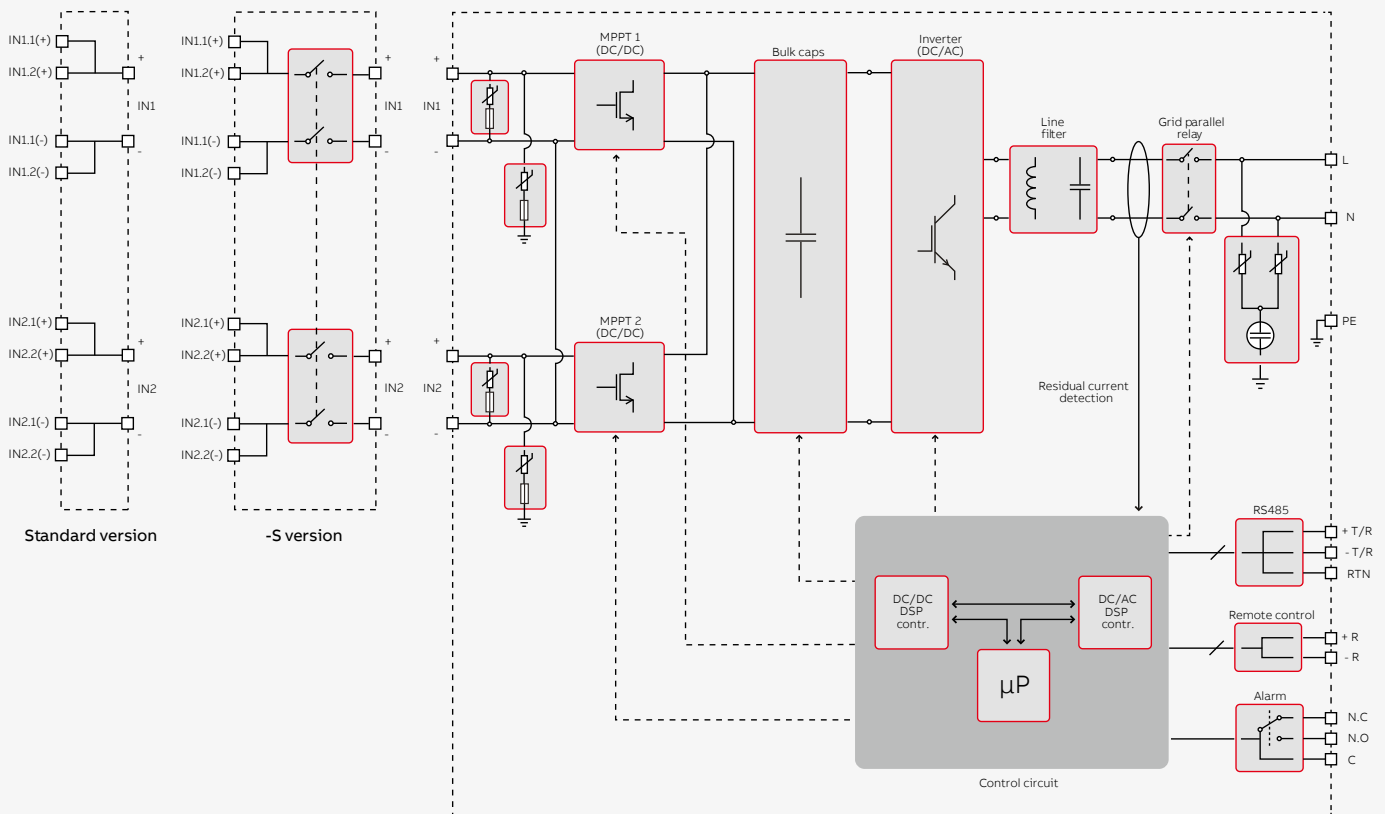 IN1.1(+)
IN1.2(+)
+
IN1
IN1.1(-)
-
IN1.2(-)
IN2.1(+)
IN2.2(+)
+
IN2
IN2.1(-)
-
IN2.2(-)
Standard version
IN1.1(+)
IN1.2(+)
+
IN1
IN1.1(-)
-
IN1.2(-)
IN2.1(+)
IN2.2(+)
+
IN2
IN2.1(-)
-
IN2.2(-)
-S version
+
IN1
-
+
IN2
-
MPPT 1
(DC/DC)
MPPT 2
(DC/DC)
Bulk caps
Inverter
(DC/AC)
Line
filter
Grid parallel
relay
L
N
PE
Residual current
detection
DC/DC
DSP
contr.
DC/AC
DSP
contr.
µP
Control circuit
RS485
+ T/R
- T/R
RTN
Remote control
+ R
- R
Alarm
N.C
N.O
C